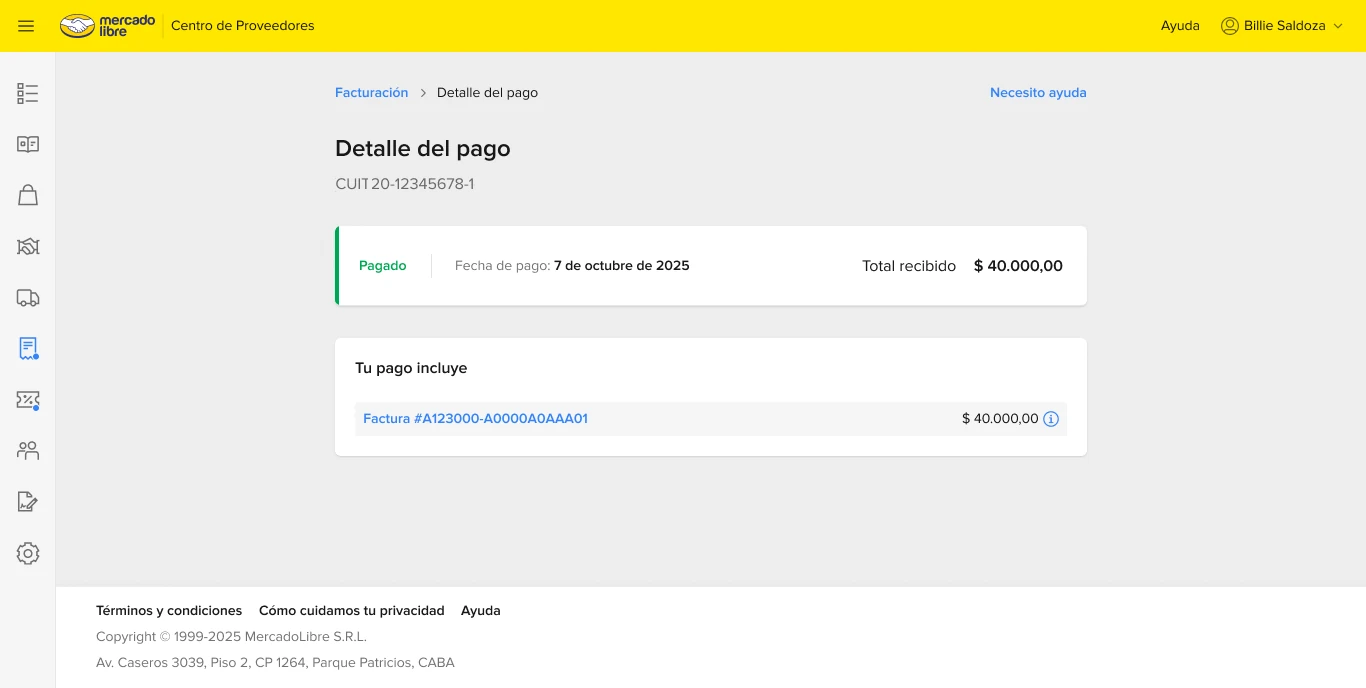 mercado libre
Centro de Proveedores
Ayuda
Billie Saldoza
Facturación > Detalle del pago
Necesito ayuda
Detalle del pago
CUIT 20-12345678-1
Pagado
Fecha de pago: 7 de octubre de 2025
Total recibido $ 40.000,00
Tu pago incluye
Factura #A123000-A0000A0AAA01
$ 40.000,00
Términos y condiciones Cómo cuidamos tu privacidad Ayuda
Copyright © 1999-2025 MercadoLibre S.R.L.
Av. Caseros 3039, Piso 2, CP 1264, Parque Patricios, CABA